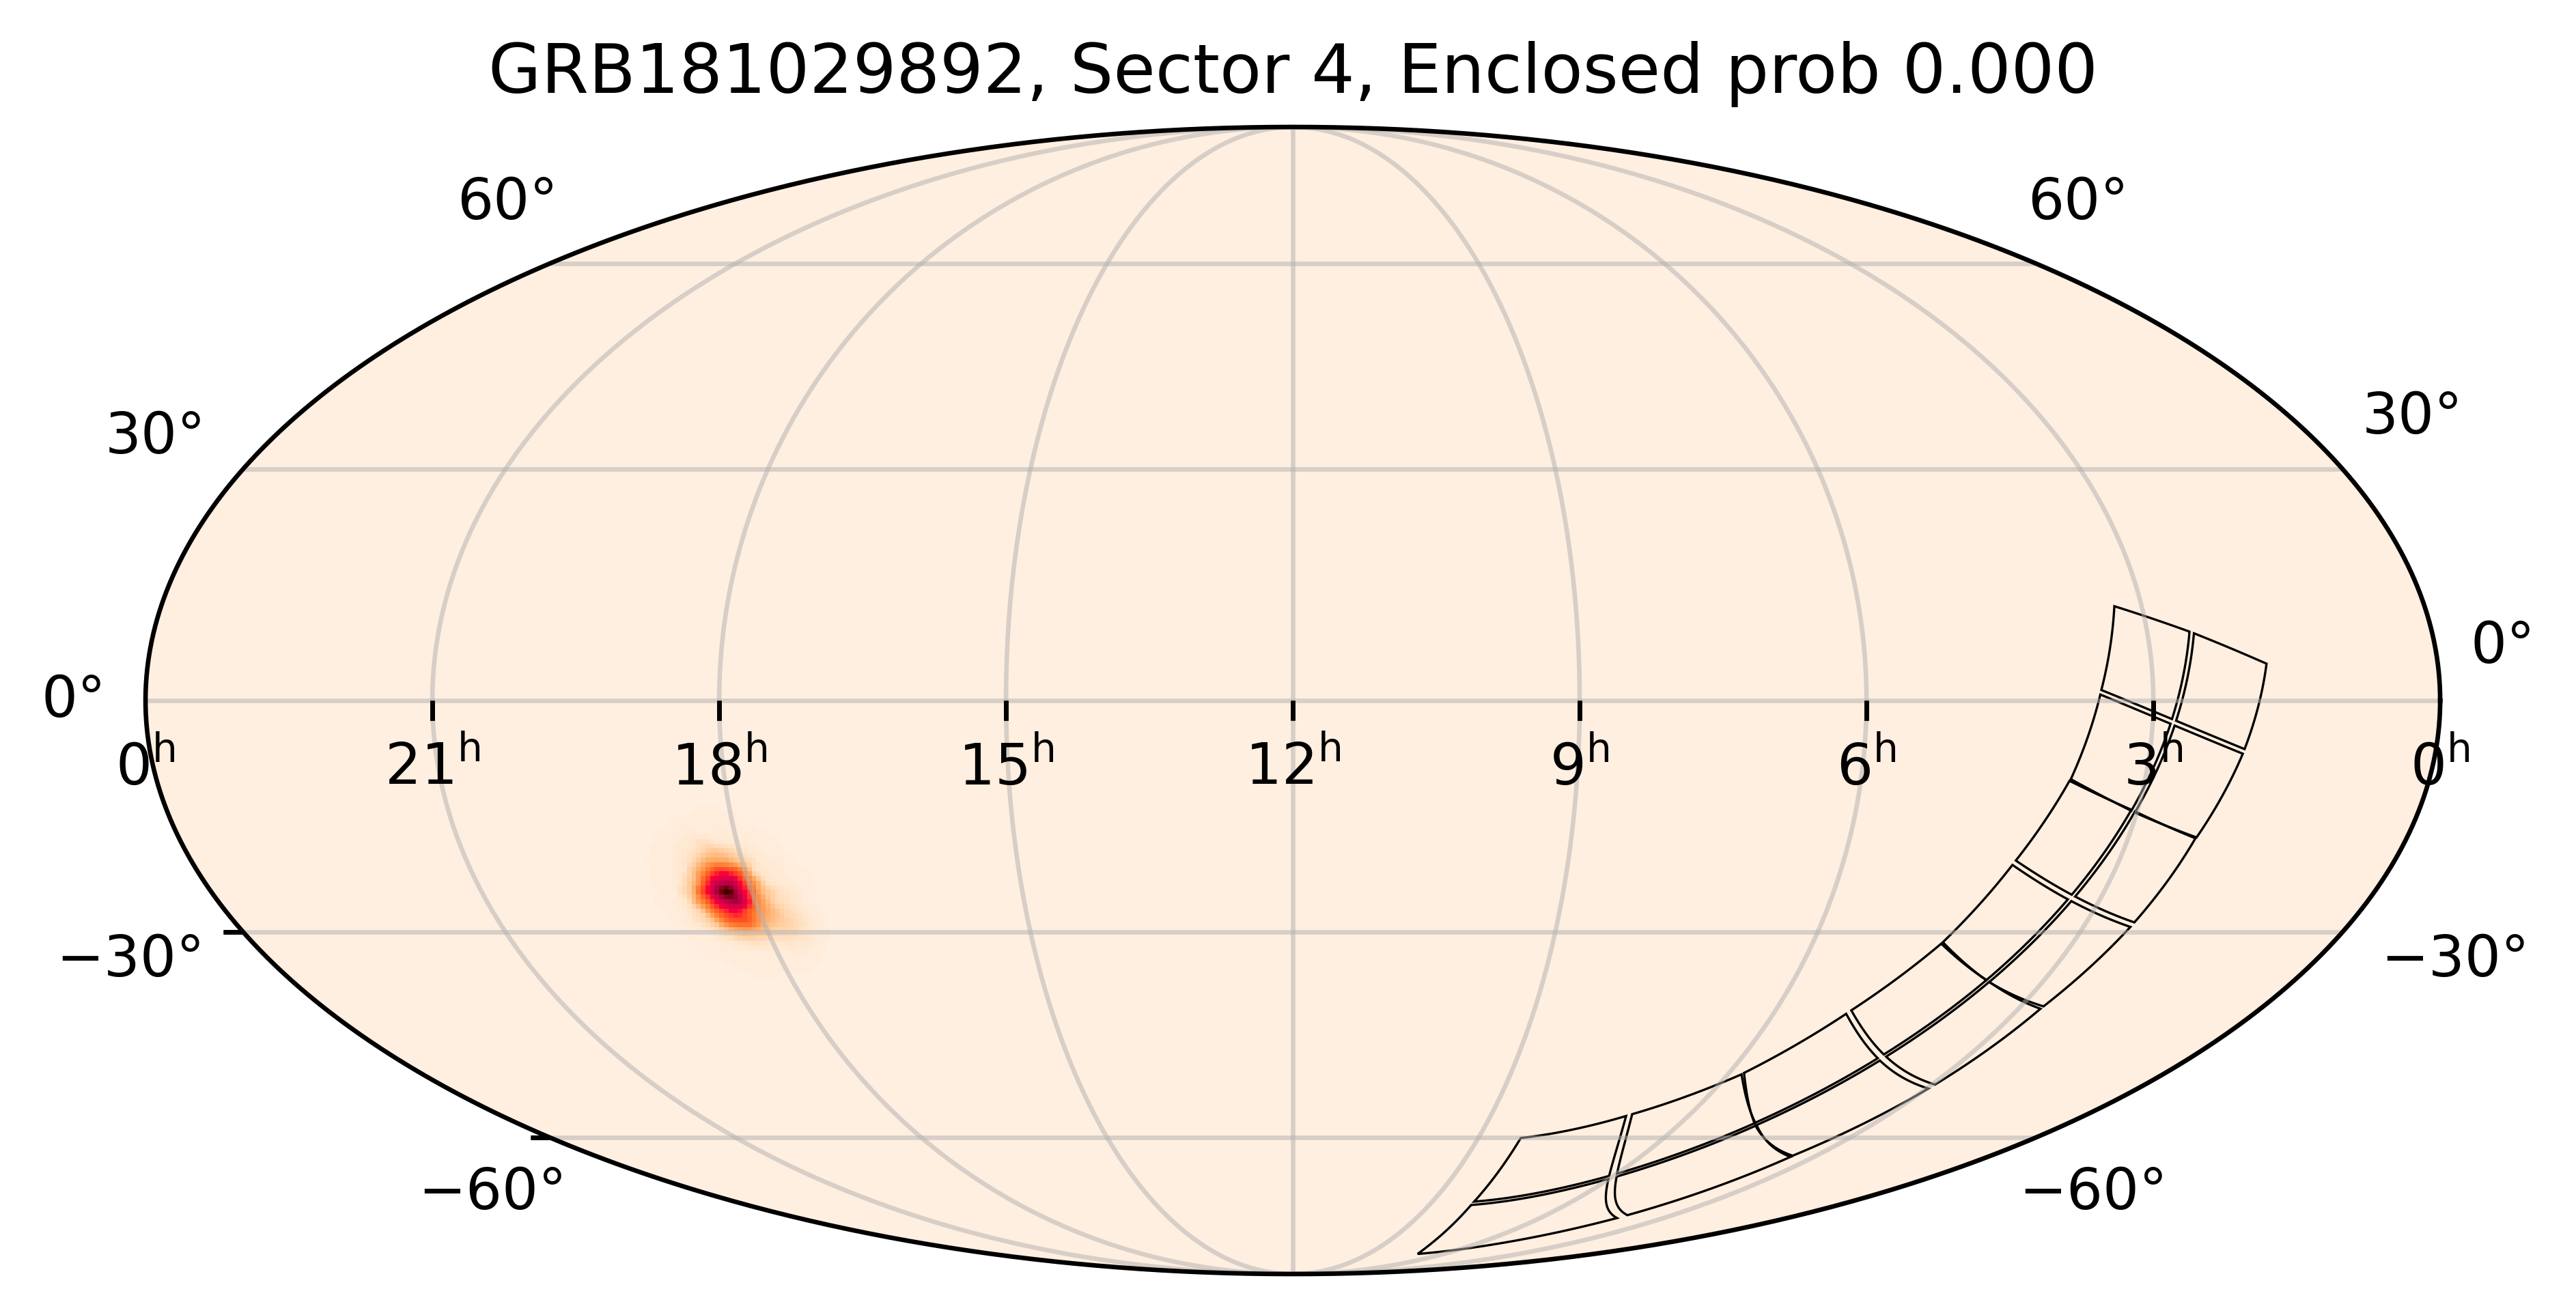 GRB181029892, Sector 4, Enclosed prob 0.000
60° 60°
30° 30°
0° 0°
0ʰ 21ʰ 18ʰ 15ʰ 12ʰ 9ʰ 6ʰ 3ʰ 0ʰ
−30° −30°
−60° −60°